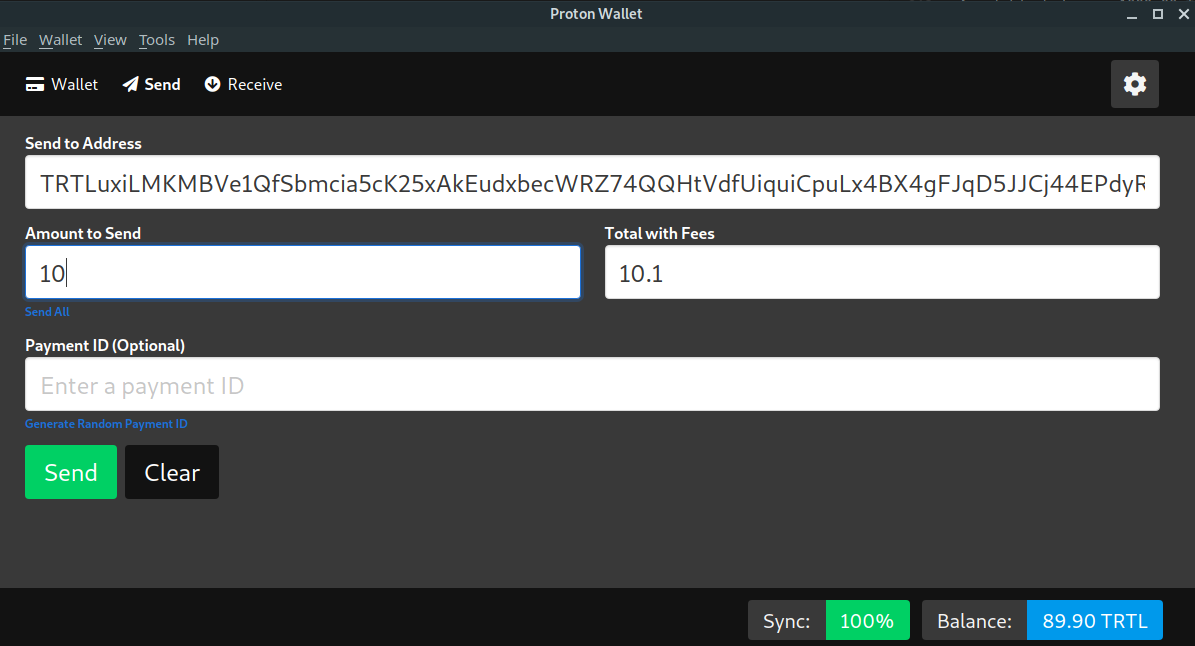 Proton Wallet
File Wallet View Tools Help
Wallet Send Receive
Send to Address
TRTLuxiLMKMBVe1QfSbmcia5cK25xAkEudxbecWRZ74QQHtVdfUiquiCpuLx4BX4gFJqD5JJCj44EPdyR
Amount to Send Total with Fees
10 10.1
Send All
Payment ID (Optional)
Enter a payment ID
Generate Random Payment ID
Send Clear
Sync: 100% Balance: 89.90 TRTL